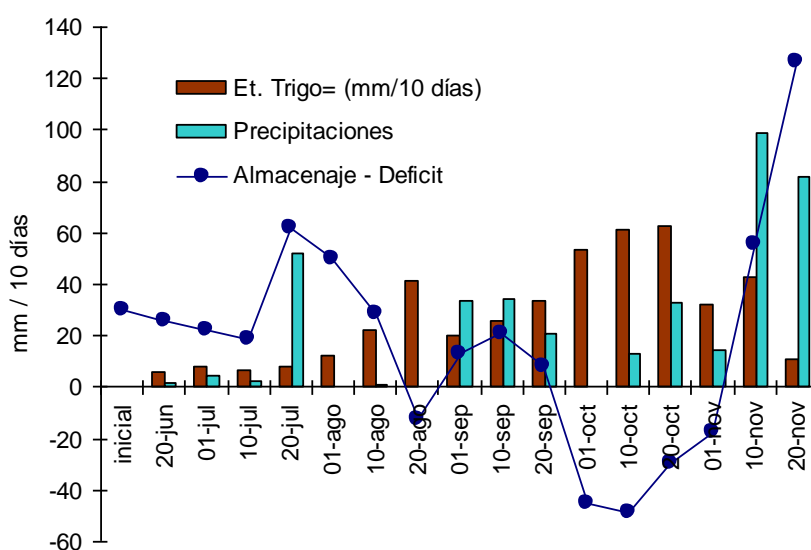 140
120
100
80
60
40
20
0
-20
-40
-60
mm / 10 días
Et. Trigo= (mm/10 días)
Precipitaciones
Almacenaje - Deficit
inicial
20-jun
01-jul
10-jul
20-jul
01-ago
10-ago
20-ago
01-sep
10-sep
20-sep
01-oct
10-oct
20-oct
01-nov
10-nov
20-nov